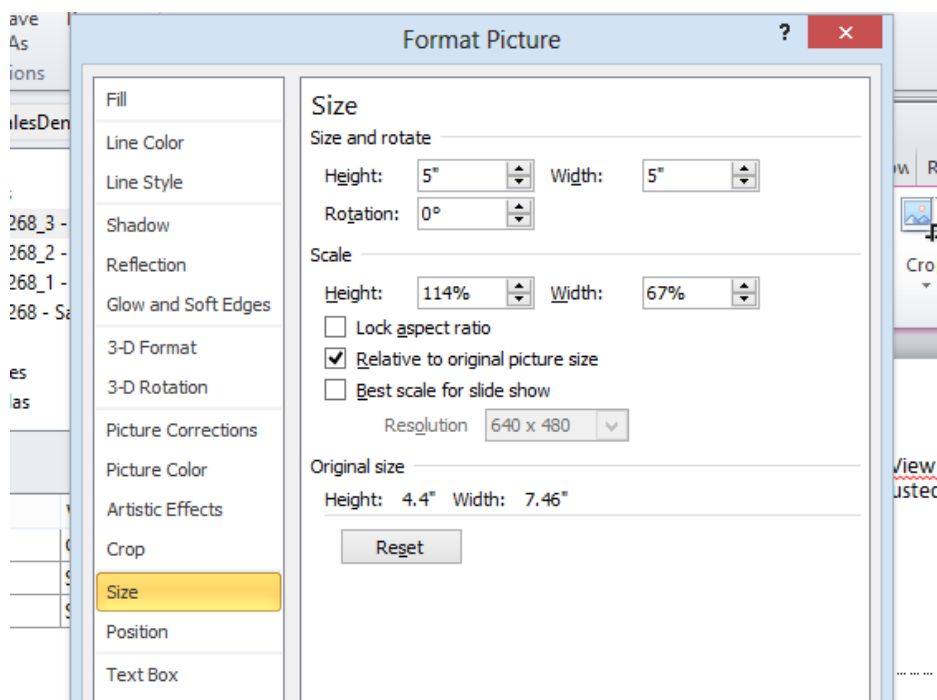 ave
As
ions
Format Picture
?
alesDen
268_3 -
268_2 -
268_1 -
268 - Sa
es
las
Fill
Line Color
Line Style
Shadow
Reflection
Glow and Soft Edges
3-D Format
3-D Rotation
Picture Corrections
Picture Color
Artistic Effects
Crop
Size
Position
Text Box
Size
Size and rotate
Height: 5" Width: 5"
Rotation: 0°
Scale
Height: 114% Width: 67%
Lock aspect ratio
Relative to original picture size
Best scale for slide show
Resolution 640 x 480
Original size
Height: 4.4" Width: 7.46"
Reset
Cro
View
usted